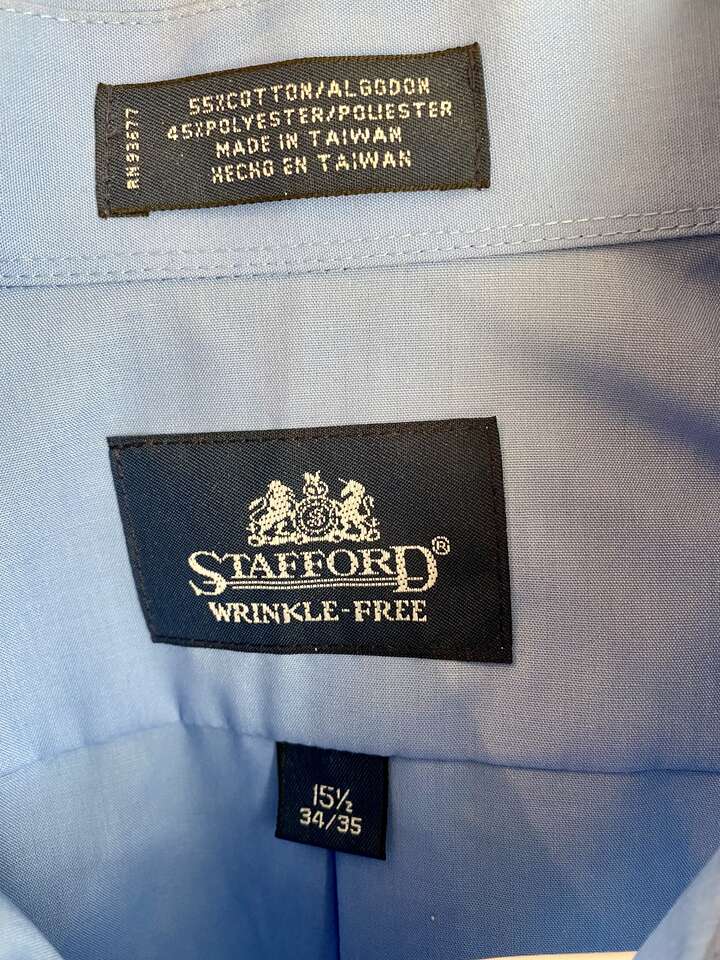 RN93677
55%COTTON/ALGODON
45%POLYESTER/POLIESTER
MADE IN TAIWAN
HECHO EN TAIWAN
S
STAFFORD®
WRINKLE-FREE
15½
34/35